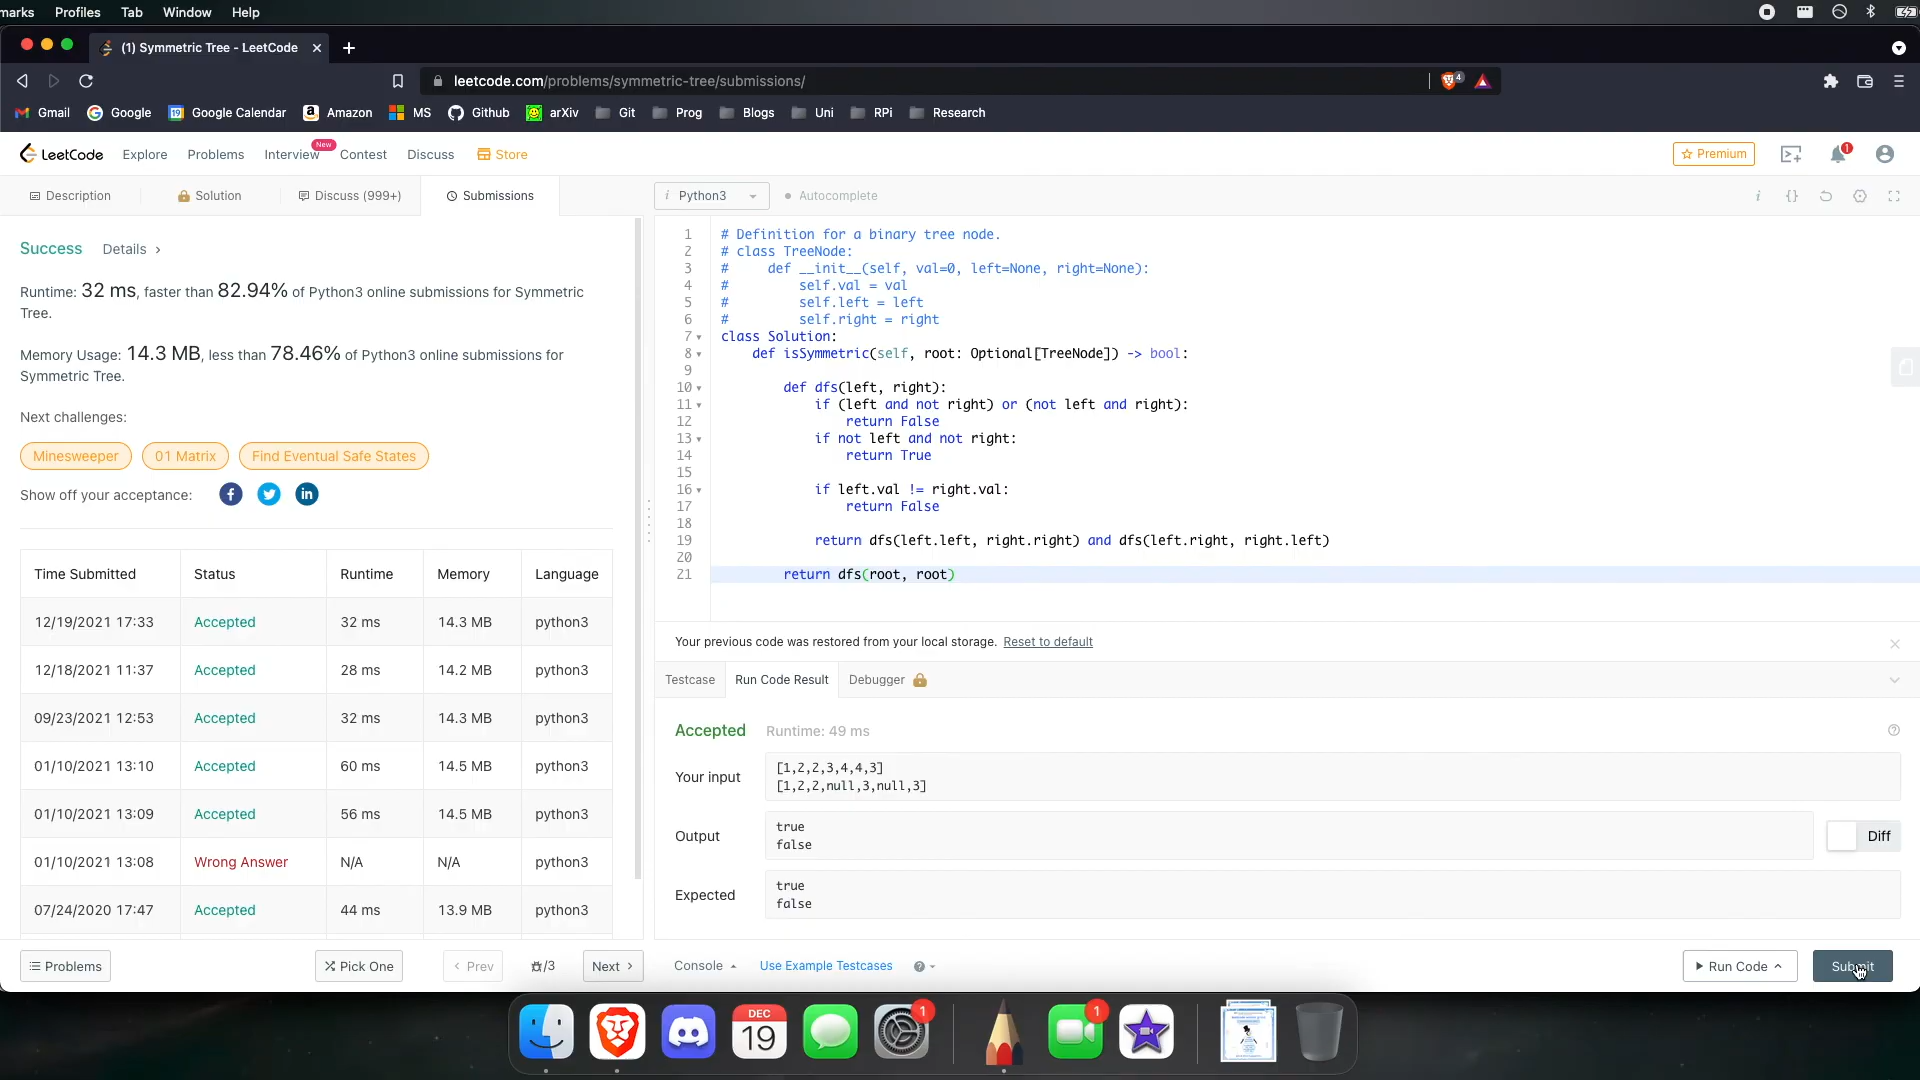 marks Profiles Tab Window Help
(1) Symmetric Tree - LeetCode
leetcode.com/problems/symmetric-tree/submissions/
4
Gmail Google Google Calendar Amazon MS Github arXiv Git Prog Blogs Uni RPi Research
LeetCode Explore Problems Interview New Contest Discuss Store
Premium 1
Description Solution Discuss (999+) Submissions
i Python3 Autocomplete i {}
Success Details >
Runtime: 32 ms, faster than 82.94% of Python3 online submissions for Symmetric
Tree.
Memory Usage: 14.3 MB, less than 78.46% of Python3 online submissions for
Symmetric Tree.
Next challenges:
Minesweeper 01 Matrix Find Eventual Safe States
Show off your acceptance: f in
Time Submitted Status Runtime Memory Language
12/19/2021 17:33 Accepted 32 ms 14.3 MB python3
12/18/2021 11:37 Accepted 28 ms 14.2 MB python3
09/23/2021 12:53 Accepted 32 ms 14.3 MB python3
01/10/2021 13:10 Accepted 60 ms 14.5 MB python3
01/10/2021 13:09 Accepted 56 ms 14.5 MB python3
01/10/2021 13:08 Wrong Answer N/A N/A python3
07/24/2020 17:47 Accepted 44 ms 13.9 MB python3
1 # Definition for a binary tree node.
2 # class TreeNode:
3 #     def __init__(self, val=0, left=None, right=None):
4 #         self.val = val
5 #         self.left = left
6 #         self.right = right
7 class Solution:
8     def isSymmetric(self, root: Optional[TreeNode]) -> bool:
9
10         def dfs(left, right):
11             if (left and not right) or (not left and right):
12                 return False
13             if not left and not right:
14                 return True
15
16             if left.val != right.val:
17                 return False
18
19             return dfs(left.left, right.right) and dfs(left.right, right.left)
20
21         return dfs(root, root)
Your previous code was restored from your local storage. Reset to default
Testcase Run Code Result Debugger
Accepted Runtime: 49 ms
Your input
[1,2,2,3,4,4,3]
[1,2,2,null,3,null,3]
Output
true
false
Diff
Expected
true
false
Problems Pick One < Prev /3 Next >
Console Use Example Testcases Run Code Submit
DEC
19
1
1